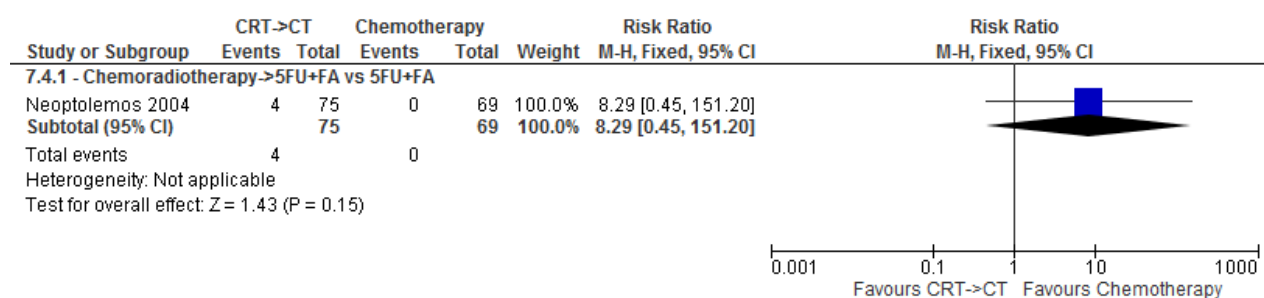 CRT->CT Chemotherapy Risk Ratio Risk Ratio
Study or Subgroup Events Total Events Total Weight M-H, Fixed, 95% CI M-H, Fixed, 95% CI
7.4.1 - Chemoradiotherapy->5FU+FA vs 5FU+FA
Neoptolemos 2004 4 75 0 69 100.0% 8.29 [0.45, 151.20]
Subtotal (95% CI) 75 69 100.0% 8.29 [0.45, 151.20]
Total events 4 0
Heterogeneity: Not applicable
Test for overall effect: Z = 1.43 (P = 0.15)
0.001 0.1 1 10 1000
Favours CRT->CT Favours Chemotherapy